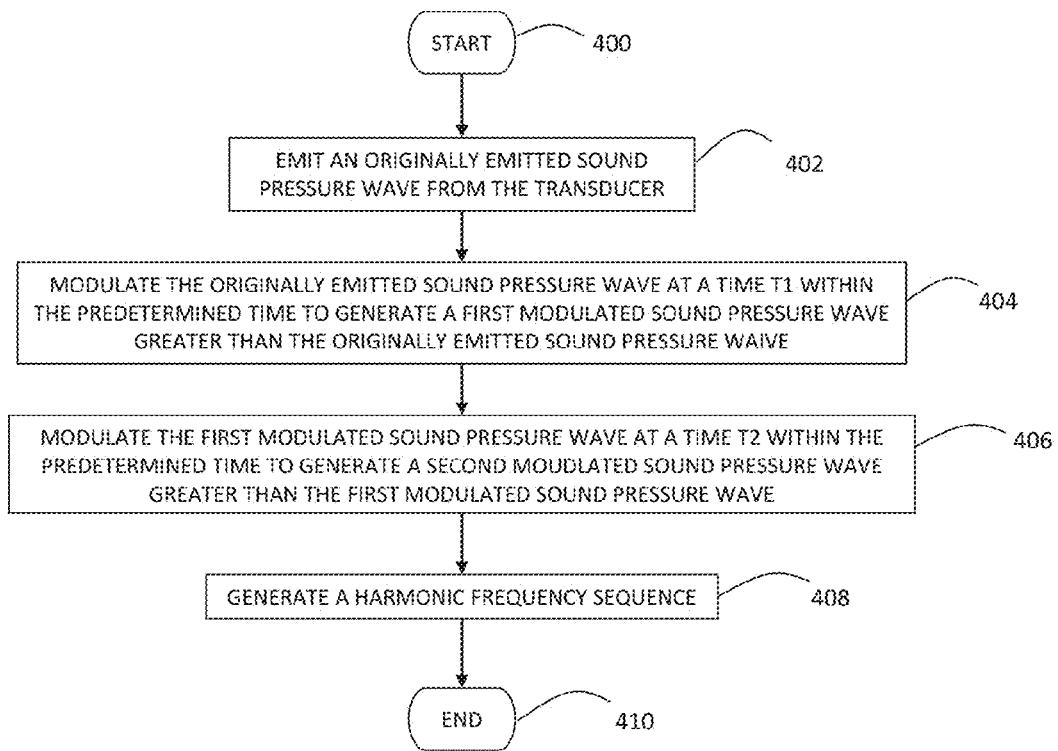 START
400
EMIT AN ORIGINALLY EMITTED SOUND
PRESSURE WAVE FROM THE TRANSDUCER
402
MODULATE THE ORIGINALLY EMITTED SOUND PRESSURE WAVE AT A TIME T1 WITHIN
THE PREDETERMINED TIME TO GENERATE A FIRST MODULATED SOUND PRESSURE WAVE
GREATER THAN THE ORIGINALLY EMITTED SOUND PRESSURE WAIVE
404
MODULATE THE FIRST MODULATED SOUND PRESSURE WAVE AT A TIME T2 WITHIN THE
PREDETERMINED TIME TO GENERATE A SECOND MOUDLATED SOUND PRESSURE WAVE
GREATER THAN THE FIRST MODULATED SOUND PRESSURE WAVE
406
GENERATE A HARMONIC FREQUENCY SEQUENCE
408
END
410